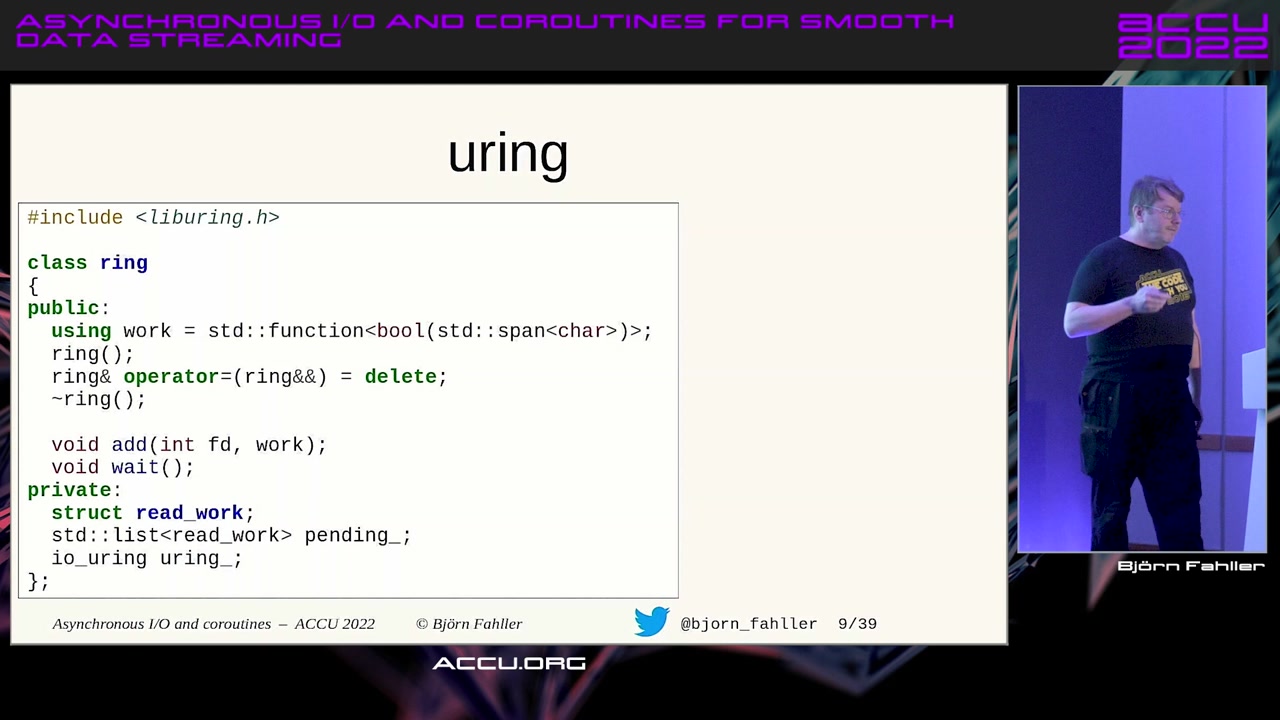 ASYNCHRONOUS I/O AND COROUTINES FOR SMOOTH
DATA STREAMING
ACCU
2022
uring
#include <liburing.h>
class ring
{
public:
  using work = std::function<bool(std::span<char>)>;
  ring();
  ring& operator=(ring&&) = delete;
  ~ring();
  void add(int fd, work);
  void wait();
private:
  struct read_work;
  std::list<read_work> pending_;
  io_uring uring_;
};
Asynchronous I/O and coroutines – ACCU 2022 © Björn Fahller @bjorn_fahller 9/39
THE CODE
Björn Fahller
ACCU.ORG